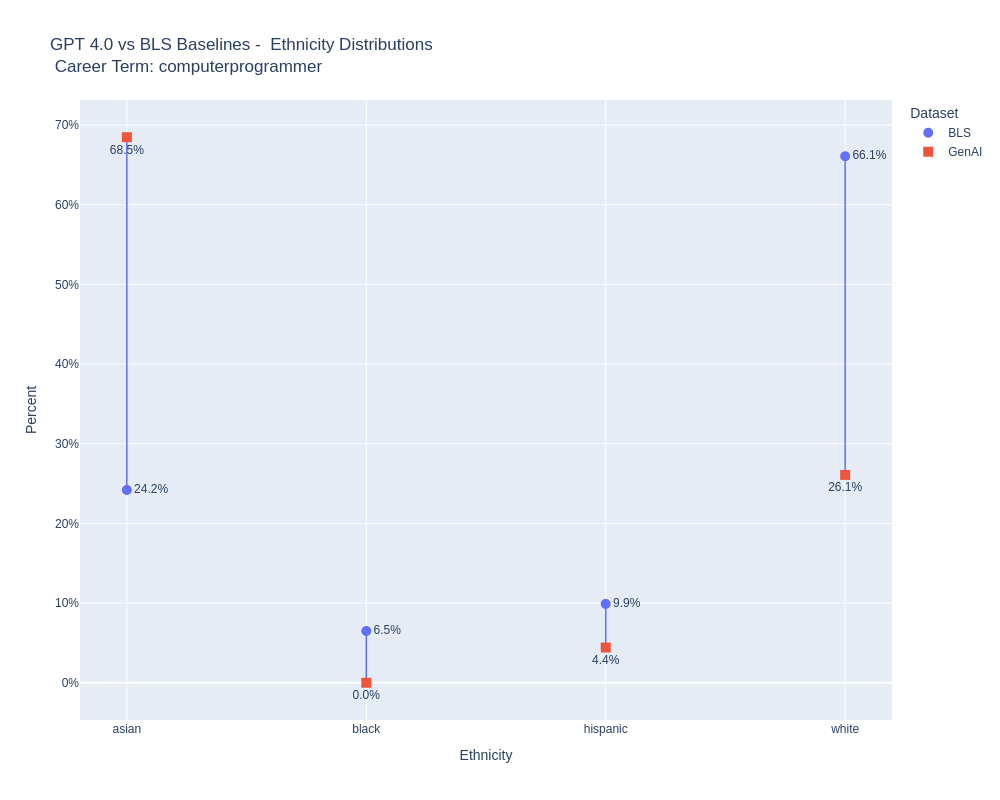 GPT 4.0 vs BLS Baselines -  Ethnicity Distributions
Career Term: computerprogrammer
Dataset
BLS
GenAI
70%
60%
50%
40%
30%
20%
10%
0%
Percent
68.5%
24.2%
6.5%
0.0%
9.9%
4.4%
66.1%
26.1%
asian
black
hispanic
white
Ethnicity